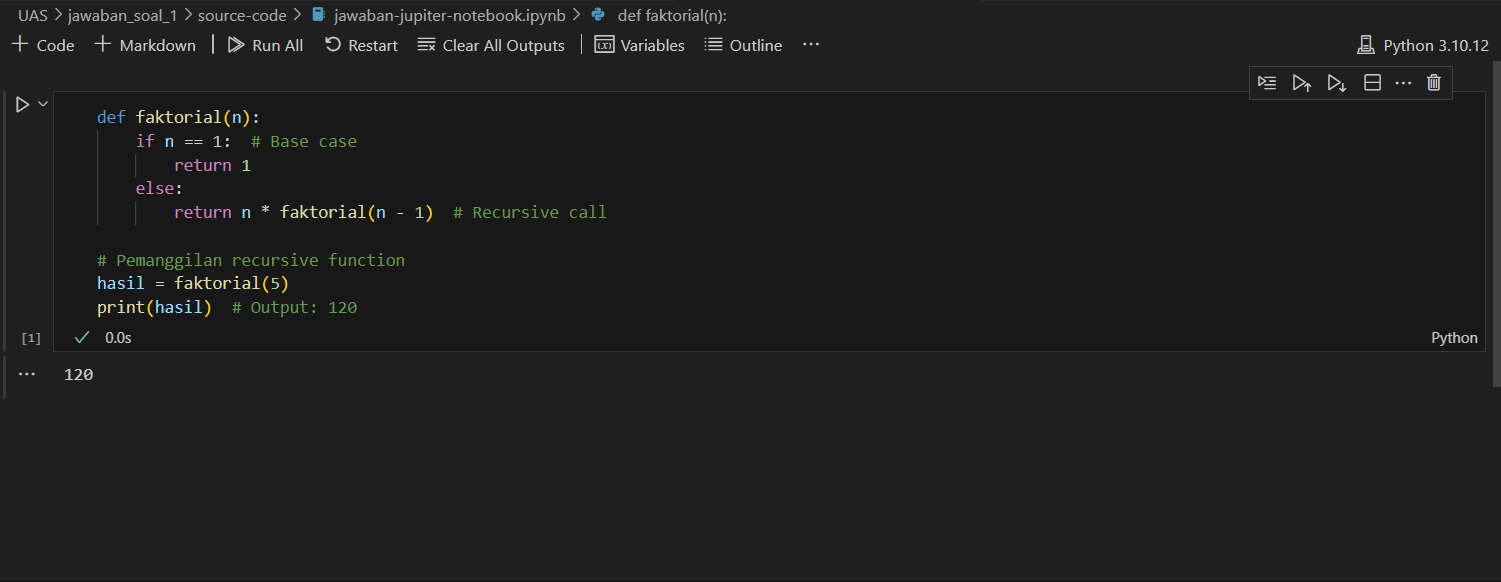 UAS > jawaban_soal_1 > source-code > jawaban-jupiter-notebook.ipynb > def faktorial(n):
+ Code + Markdown | Run All Restart Clear All Outputs | Variables Outline ... Python 3.10.12
def faktorial(n):
    if n == 1:  # Base case
        return 1
    else:
        return n * faktorial(n - 1)  # Recursive call
# Pemanggilan recursive function
hasil = faktorial(5)
print(hasil)  # Output: 120
[1] ✓ 0.0s Python
... 120